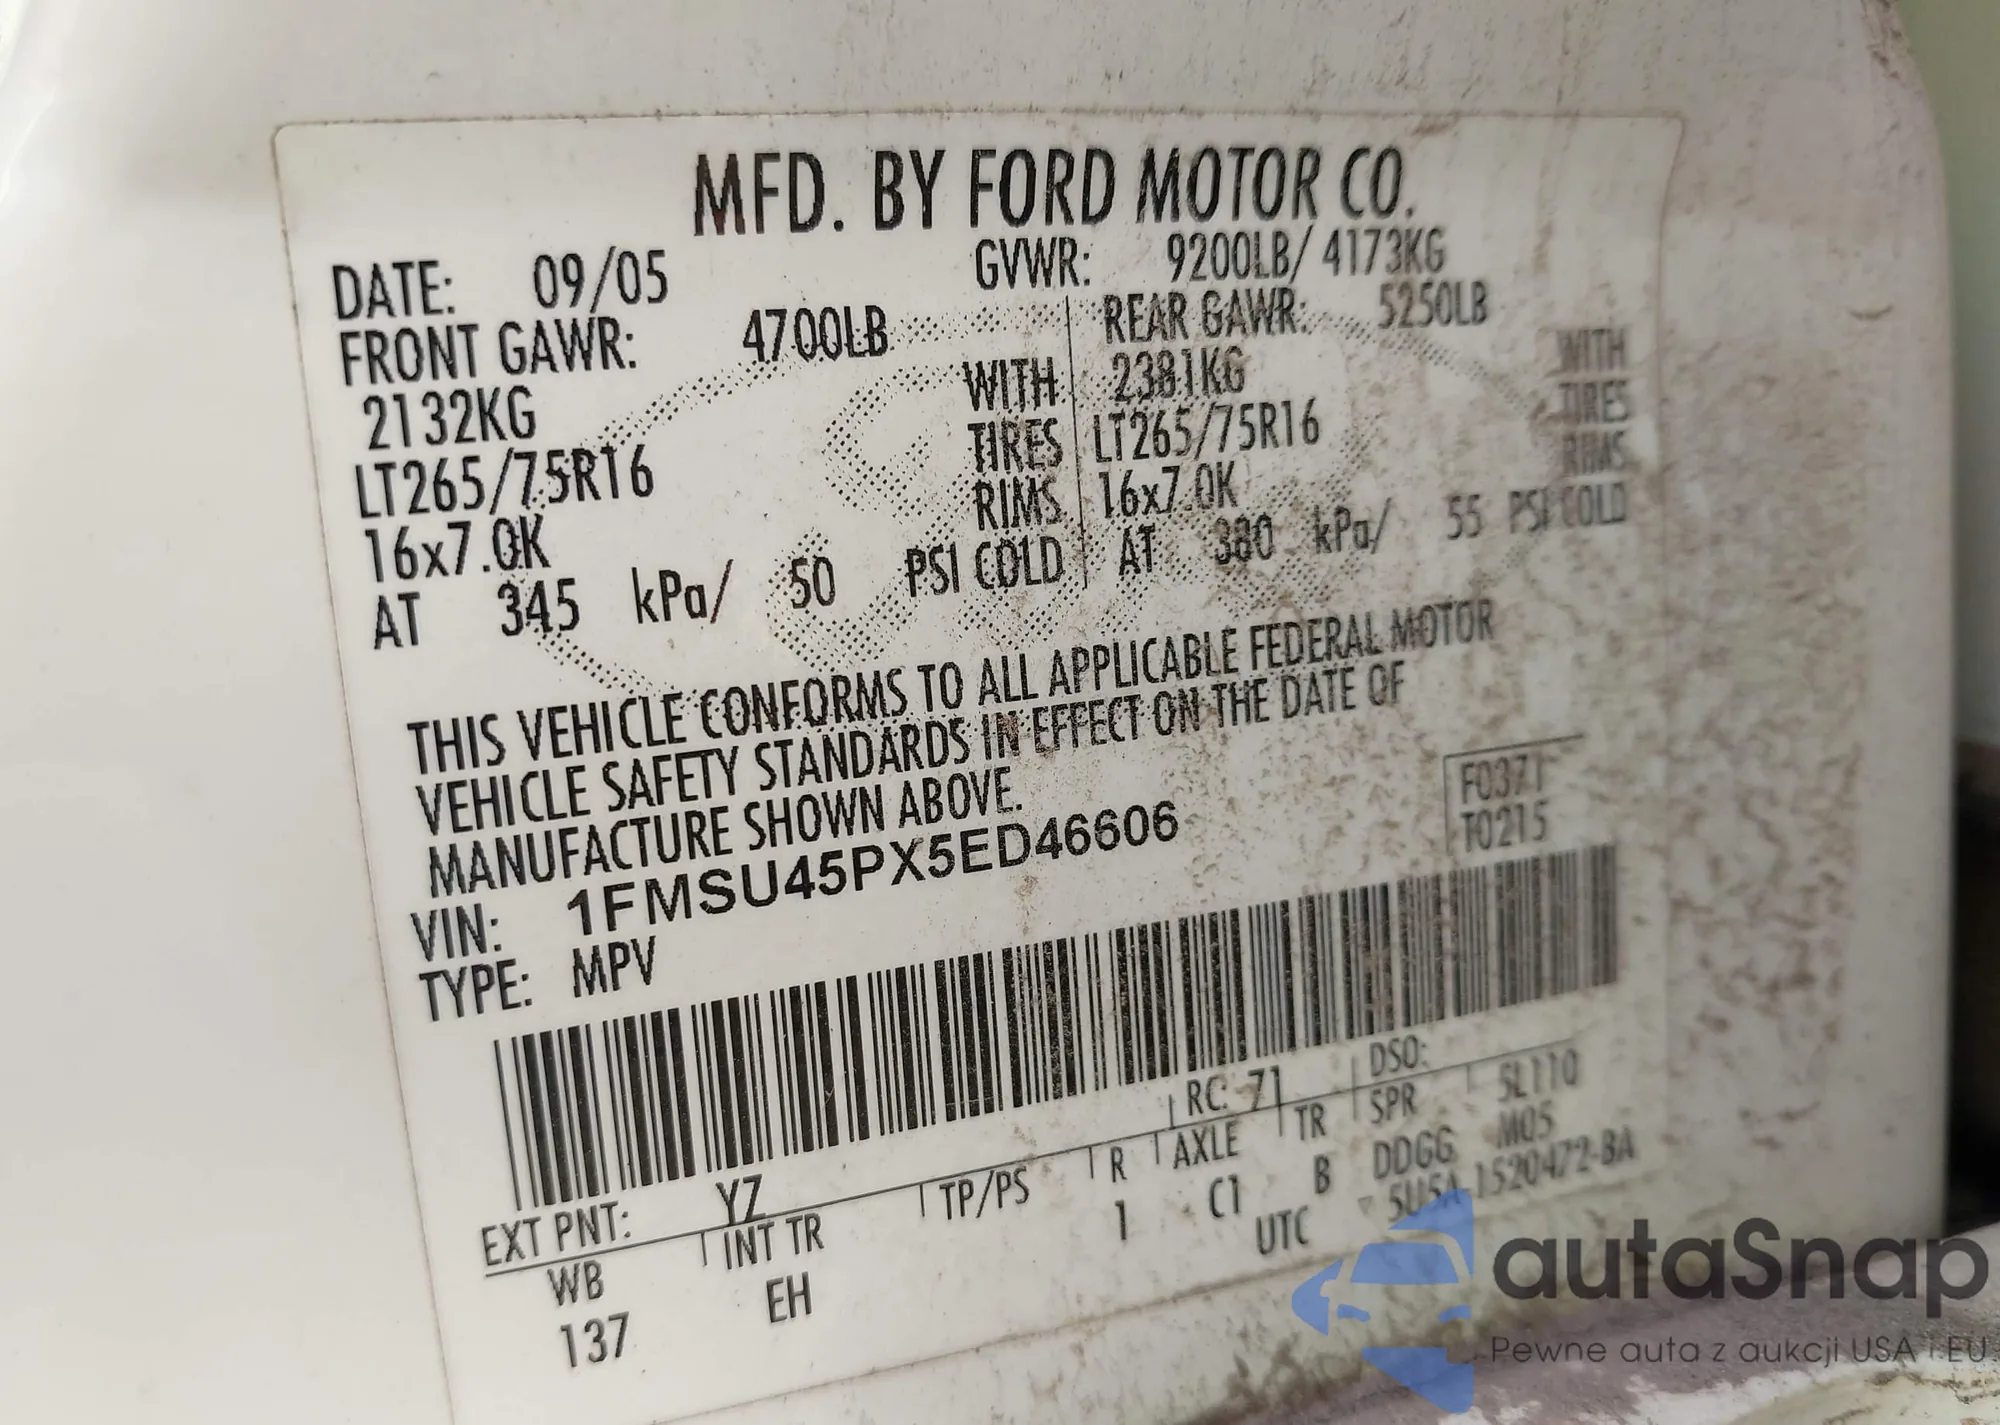 MFD. BY FORD MOTOR CO.
DATE: 09/05 GVWR: 9200LB/ 4173KG
FRONT GAWR: 4700LB REAR GAWR: 5250LB
2132KG WITH 2381KG WITH
LT265/75R16 TIRES LT265/75R16 TIRES
16x7.0K RIMS 16x7.0K RIMS
AT 345 kPa/ 50 PSI COLD AT 380 kPa/ 55 PSI COLD
THIS VEHICLE CONFORMS TO ALL APPLICABLE FEDERAL MOTOR
VEHICLE SAFETY STANDARDS IN EFFECT ON THE DATE OF
MANUFACTURE SHOWN ABOVE.
F0371
T0215
VIN: 1FMSU45PX5ED46606
TYPE: MPV
EXT PNT: YZ RC: 71 DSO:
WB INT TR TP/PS R AXLE TR SPR 5L110
137 EH 1 C1 B DDGG M05
UTC 5U5A-1520472-BA
autaSnap
Pewne auta z aukcji USA i EU